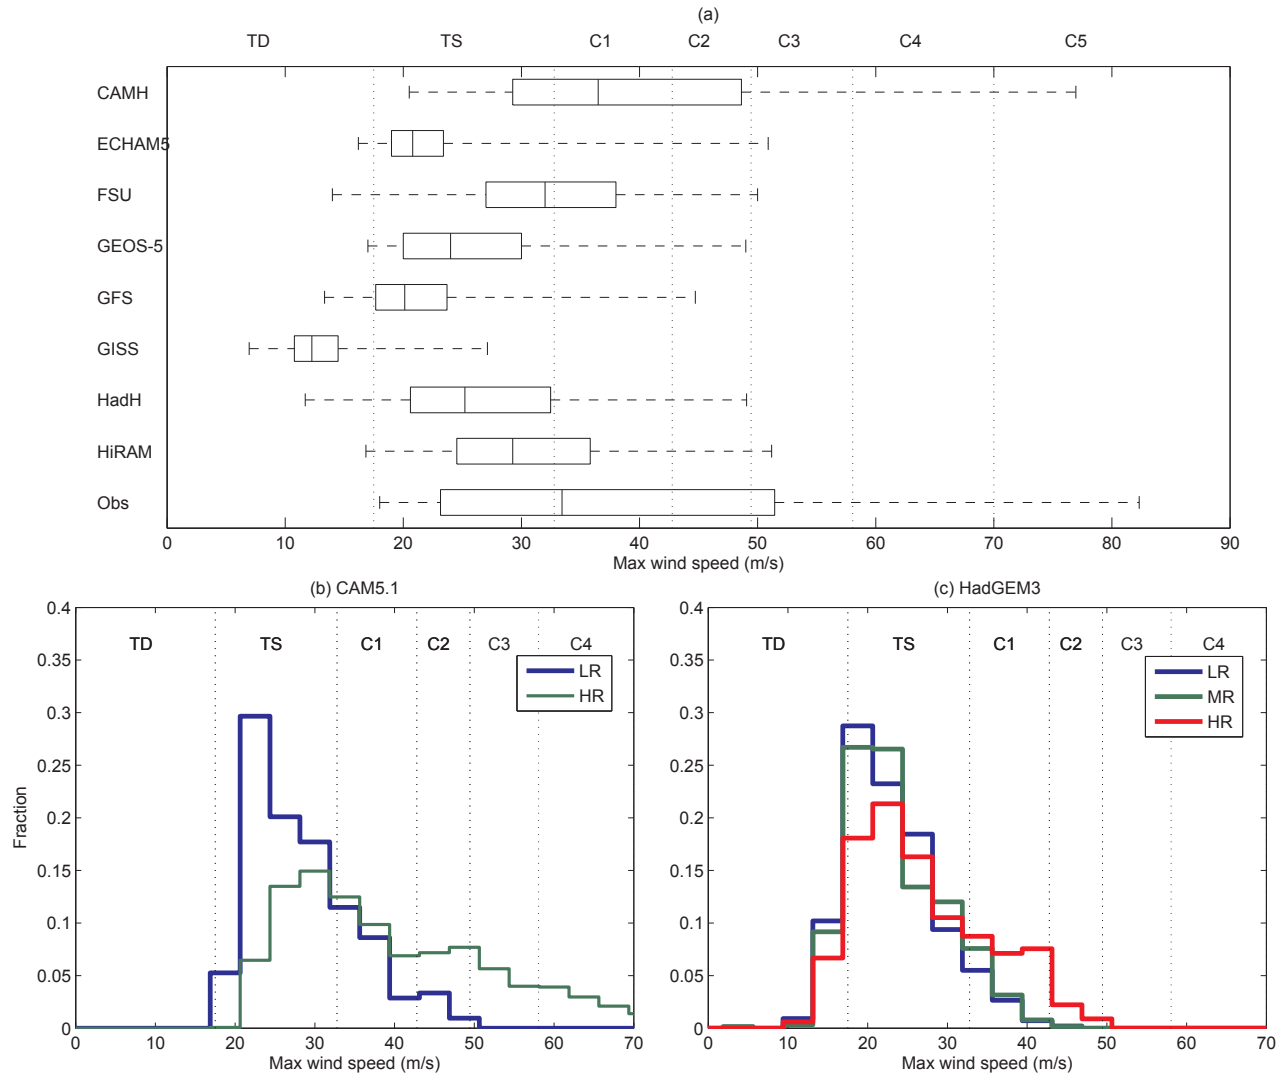 (a)
TD TS C1 C2 C3 C4 C5
CAMH
ECHAM5
FSU
GEOS-5
GFS
GISS
HadH
HiRAM
Obs
0 10 20 30 40 50 60 70 80 90
Max wind speed (m/s)
(b) CAM5.1
0.4
0.35
0.3
0.25
0.2
0.15
0.1
0.05
0
Fraction
TD TS C1 C2 C3 C4
LR
HR
0 10 20 30 40 50 60 70
Max wind speed (m/s)
(c) HadGEM3
0.4
0.35
0.3
0.25
0.2
0.15
0.1
0.05
0
TD TS C1 C2 C3 C4
LR
MR
HR
0 10 20 30 40 50 60 70
Max wind speed (m/s)